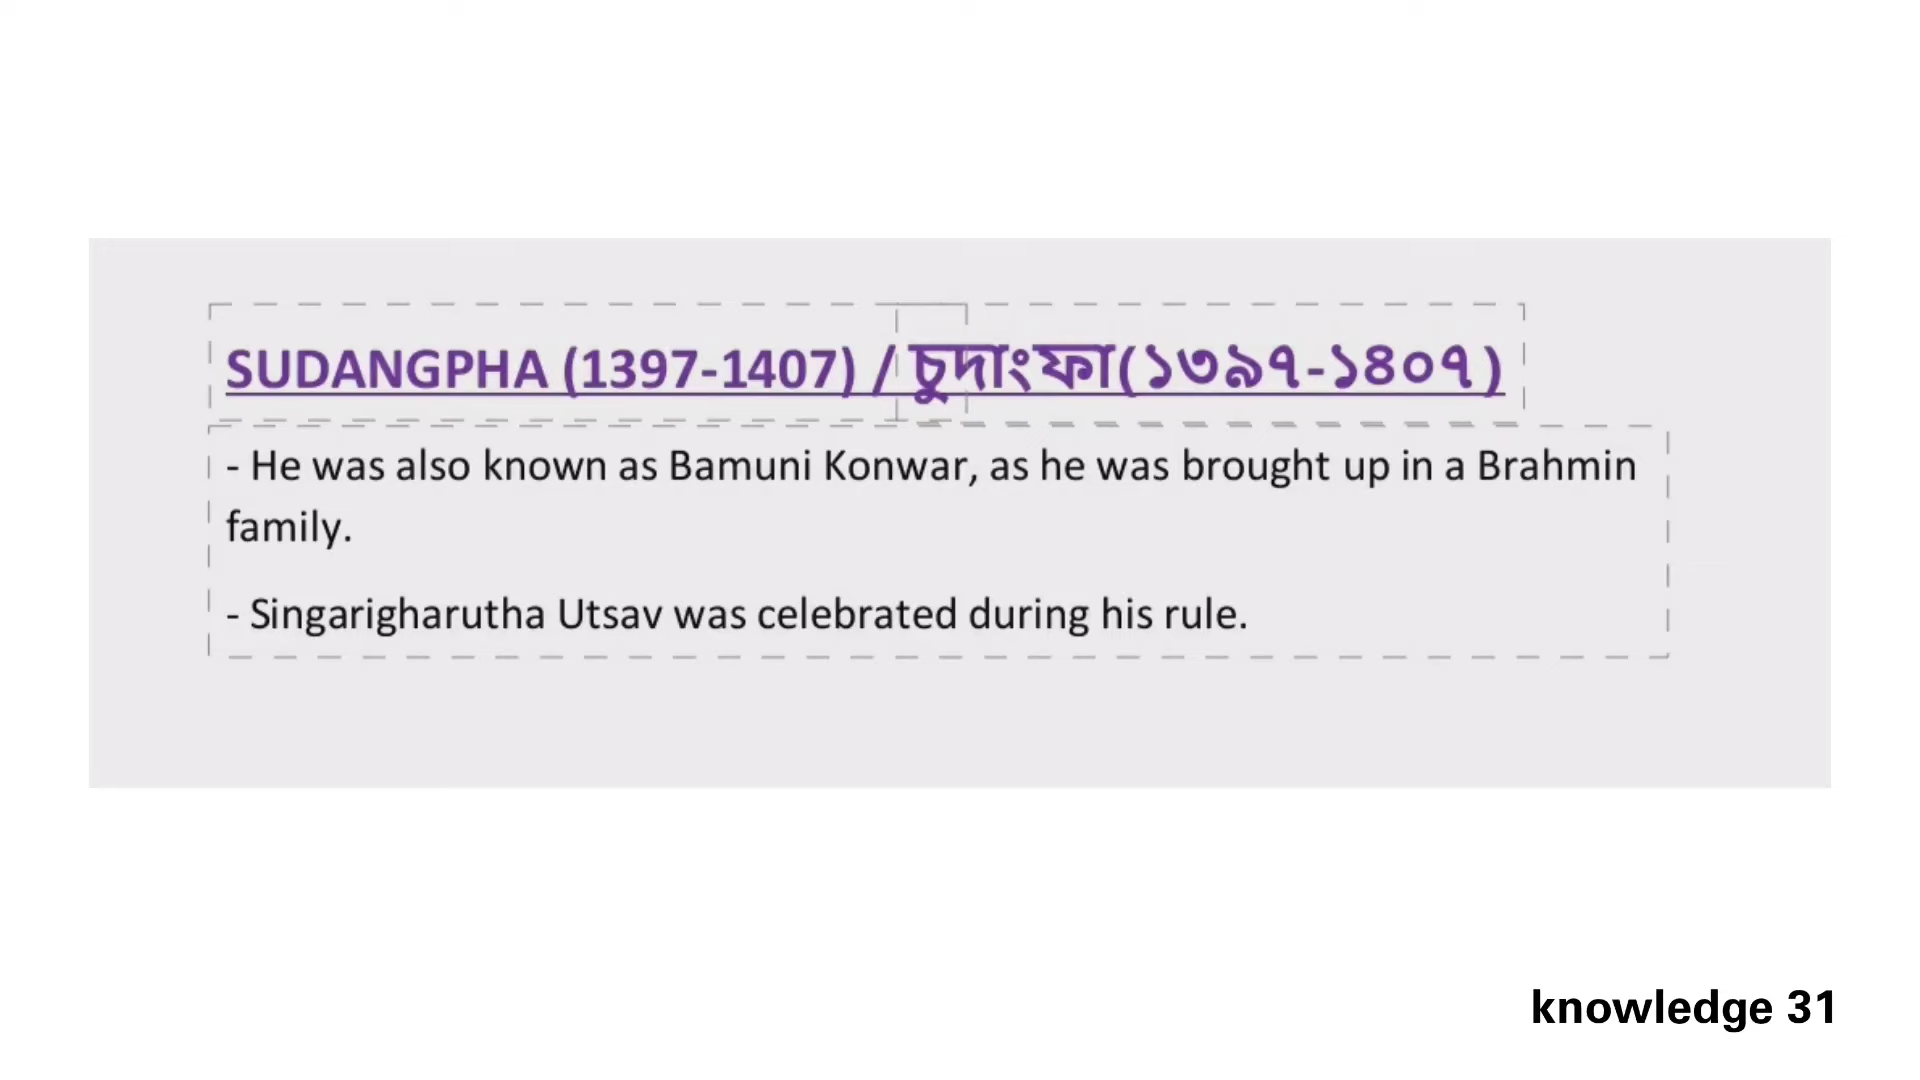 SUDANGPHA (1397-1407) / চুদাংফা(১৩৯৭-১৪০৭)
- He was also known as Bamuni Konwar, as he was brought up in a Brahmin
family.
- Singarigharutha Utsav was celebrated during his rule.
knowledge 31